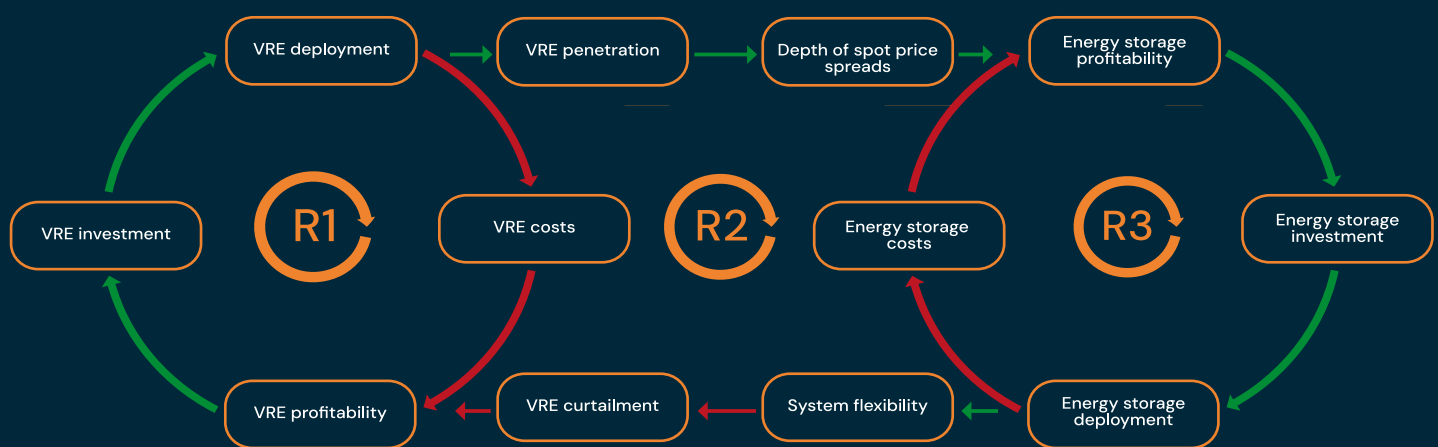 VRE deployment
VRE penetration
Depth of spot price
spreads
Energy storage
profitability
VRE investment
R1
VRE costs
R2
Energy storage
costs
R3
Energy storage
investment
VRE profitability
VRE curtailment
System flexibility
Energy storage
deployment